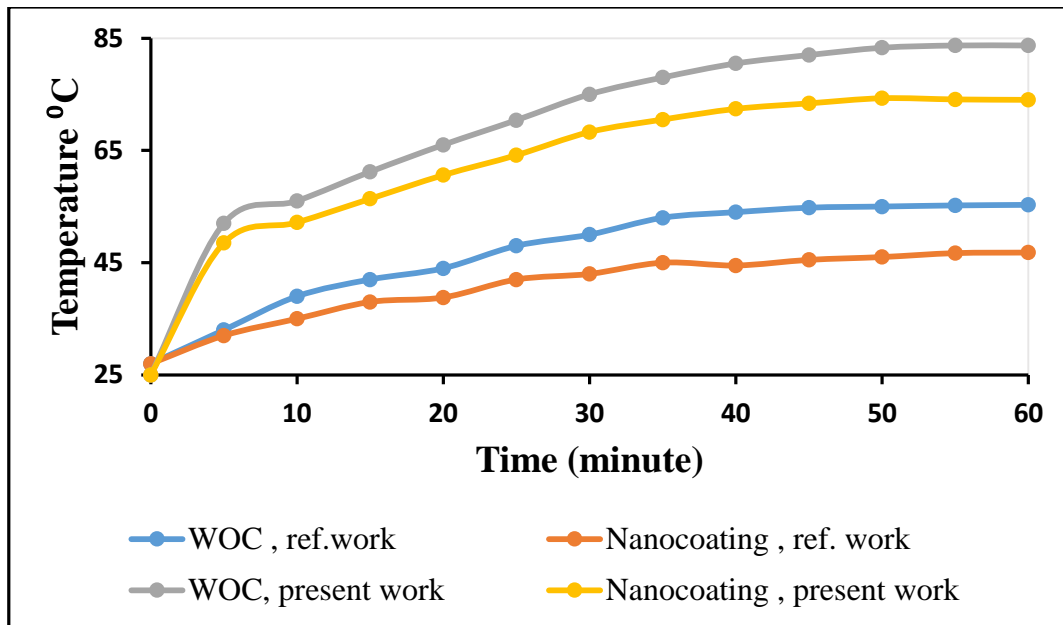 85
65
45
25
Temperature ⁰C
0
10
20
30
40
50
60
Time (minute)
WOC , ref.work
Nanocoating , ref. work
WOC, present work
Nanocoating , present work